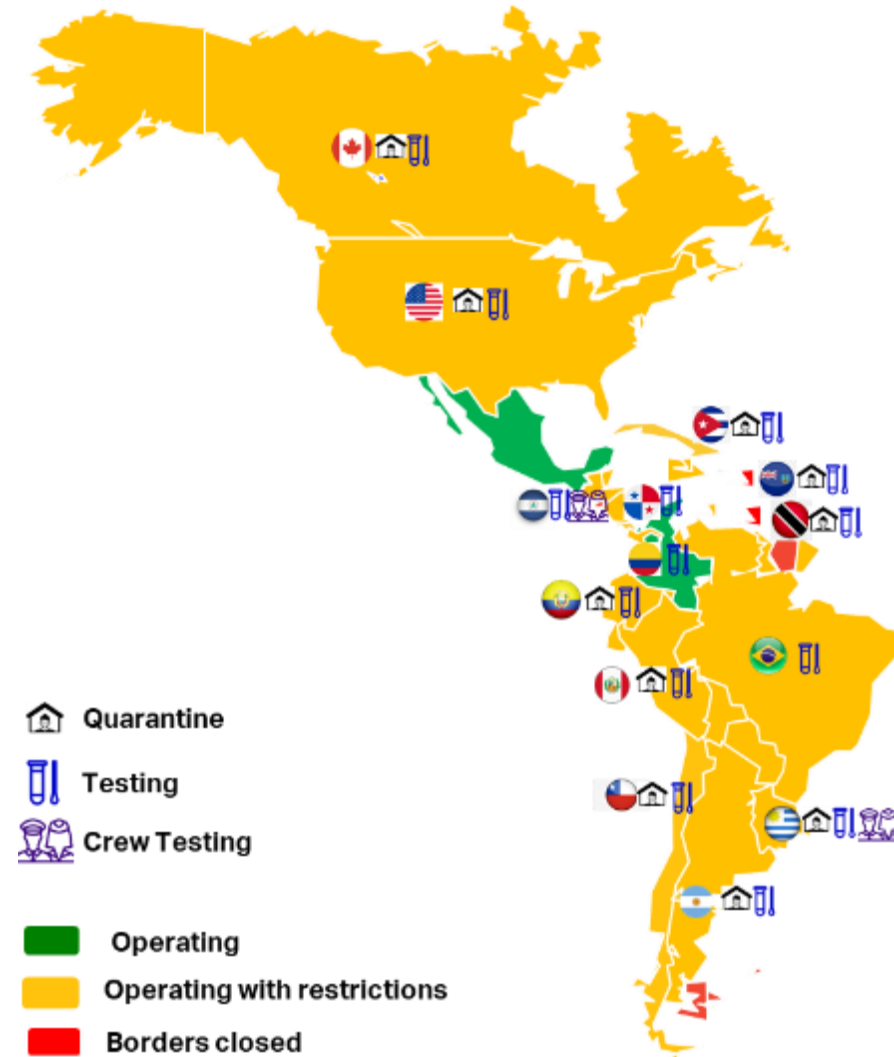 Quarantine
Testing
Crew Testing
Operating
Operating with restrictions
Borders closed